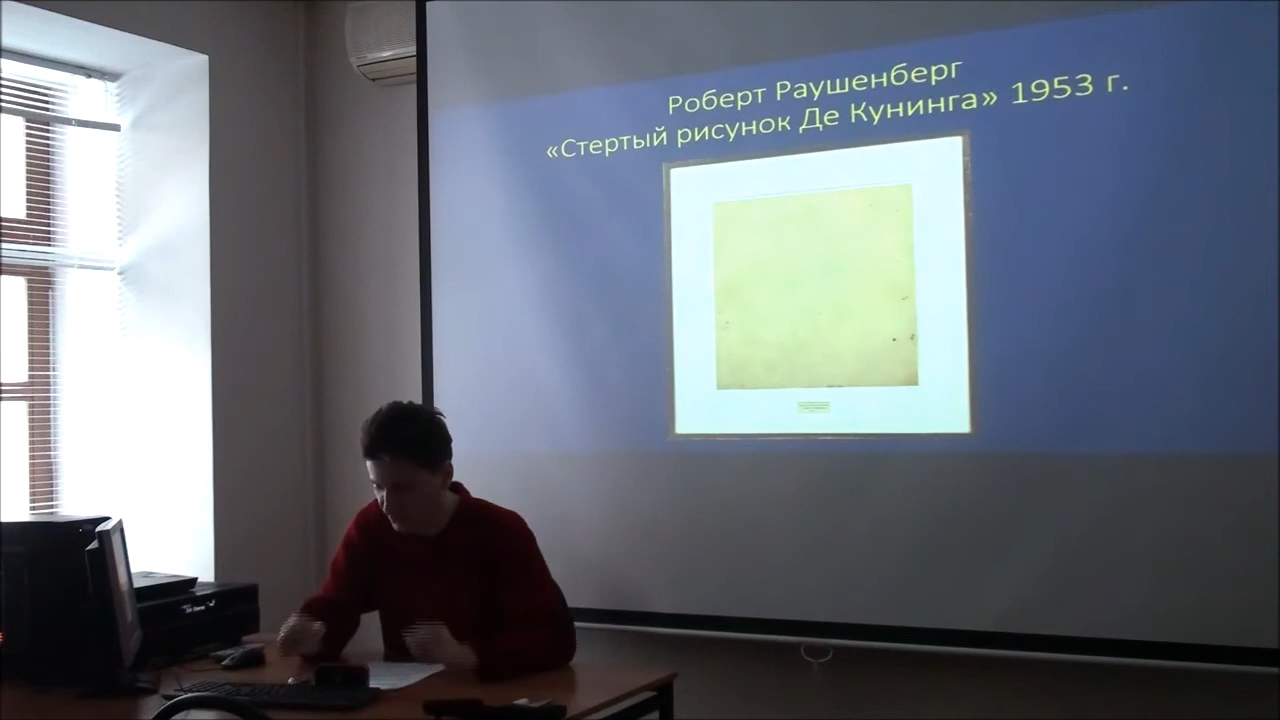 Роберт Раушенберг
«Стертый рисунок Де Кунинга» 1953 г.